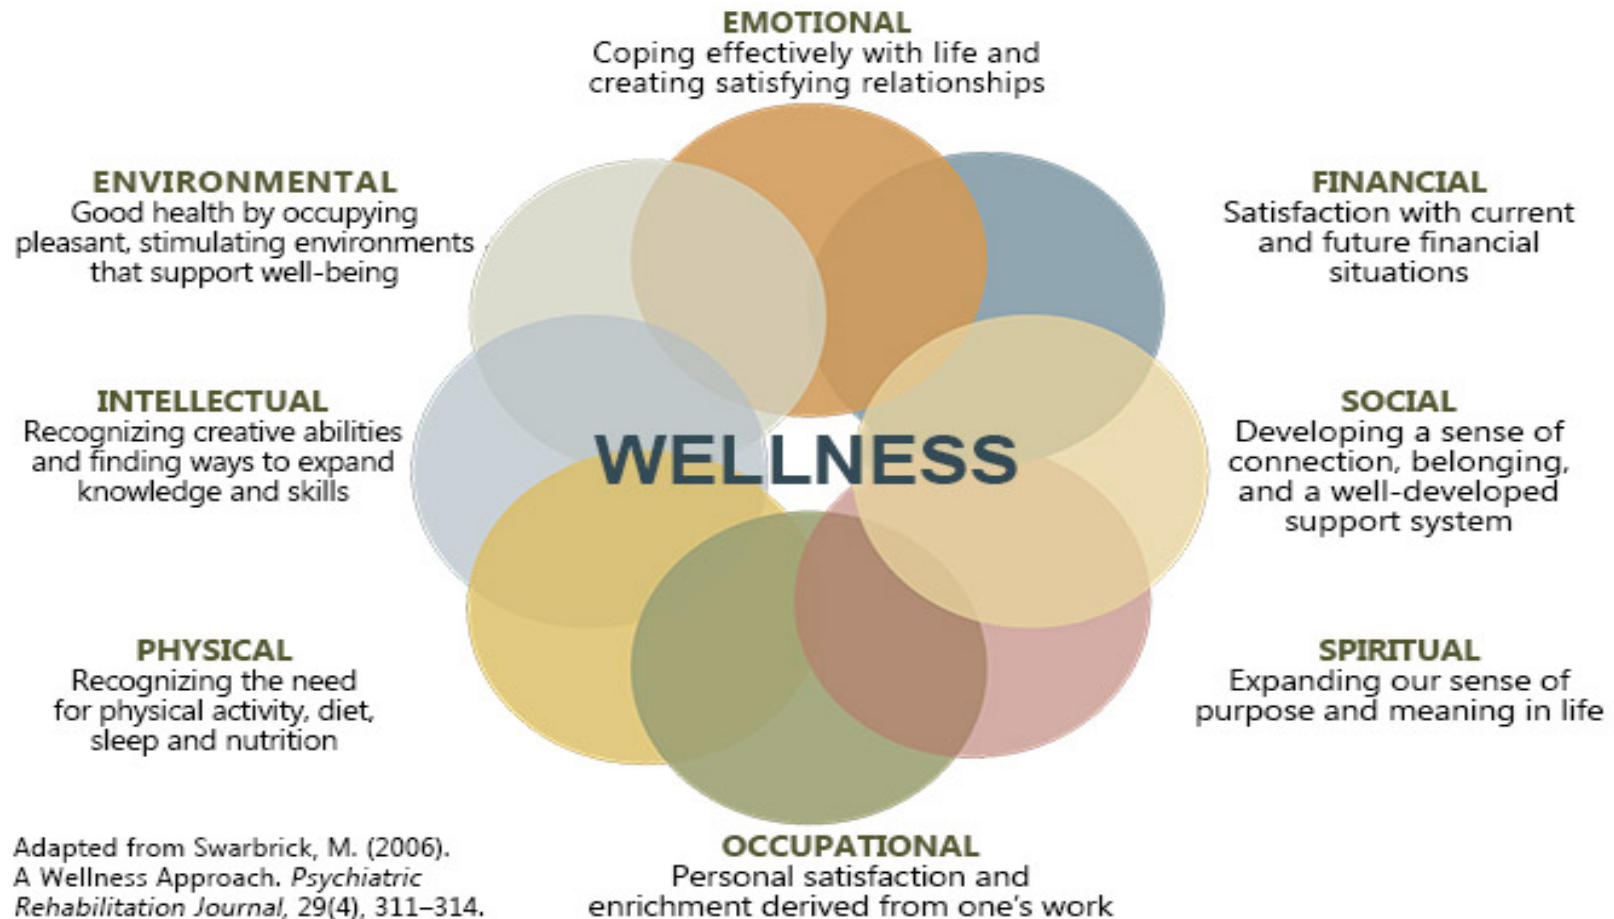 EMOTIONAL
Coping effectively with life and
creating satisfying relationships
ENVIRONMENTAL
Good health by occupying
pleasant, stimulating environments
that support well-being
FINANCIAL
Satisfaction with current
and future financial
situations
INTELLECTUAL
Recognizing creative abilities
and finding ways to expand
knowledge and skills
WELLNESS
SOCIAL
Developing a sense of
connection, belonging,
and a well-developed
support system
PHYSICAL
Recognizing the need
for physical activity, diet,
sleep and nutrition
SPIRITUAL
Expanding our sense of
purpose and meaning in life
OCCUPATIONAL
Personal satisfaction and
enrichment derived from one's work
Adapted from Swarbrick, M. (2006).
A Wellness Approach. Psychiatric
Rehabilitation Journal, 29(4), 311–314.